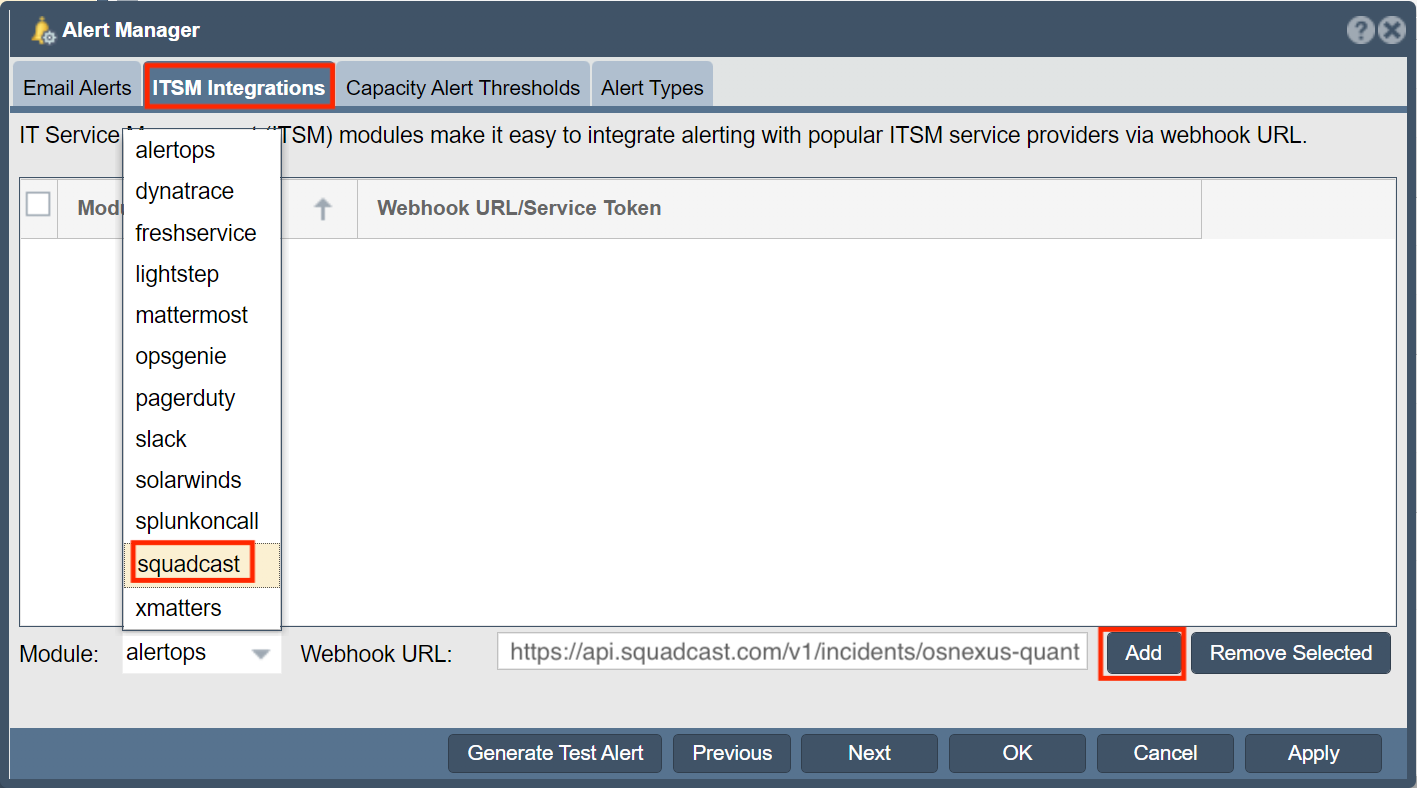 Alert Manager
Email Alerts ITSM Integrations Capacity Alert Thresholds Alert Types
IT Service (ITSM) modules make it easy to integrate alerting with popular ITSM service providers via webhook URL.
Webhook URL/Service Token
alertops
dynatrace
freshservice
lightstep
mattermost
opsgenie
pagerduty
slack
solarwinds
splunkoncall
squadcast
xmatters
Module: alertops Webhook URL: https://api.squadcast.com/v1/incidents/osnexus-quant Add Remove Selected
Generate Test Alert Previous Next OK Cancel Apply